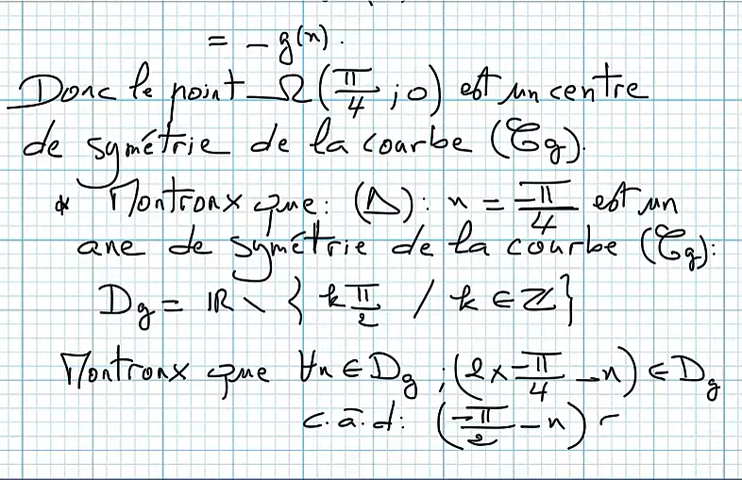 = -g(x).
Donc le point Ω(π/4 ; 0) est un centre
de symétrie de la courbe (Cg).
* Montrons que: (Δ): x = -π/4 est un
axe de symétrie de la courbe (Cg):
Dg = ℝ \ { kπ/2 / k ∈ ℤ }
Montrons que ∀x ∈ Dg ; (2 × -π/4 - x) ∈ Dg
c.à.d: (-π/2 - x)